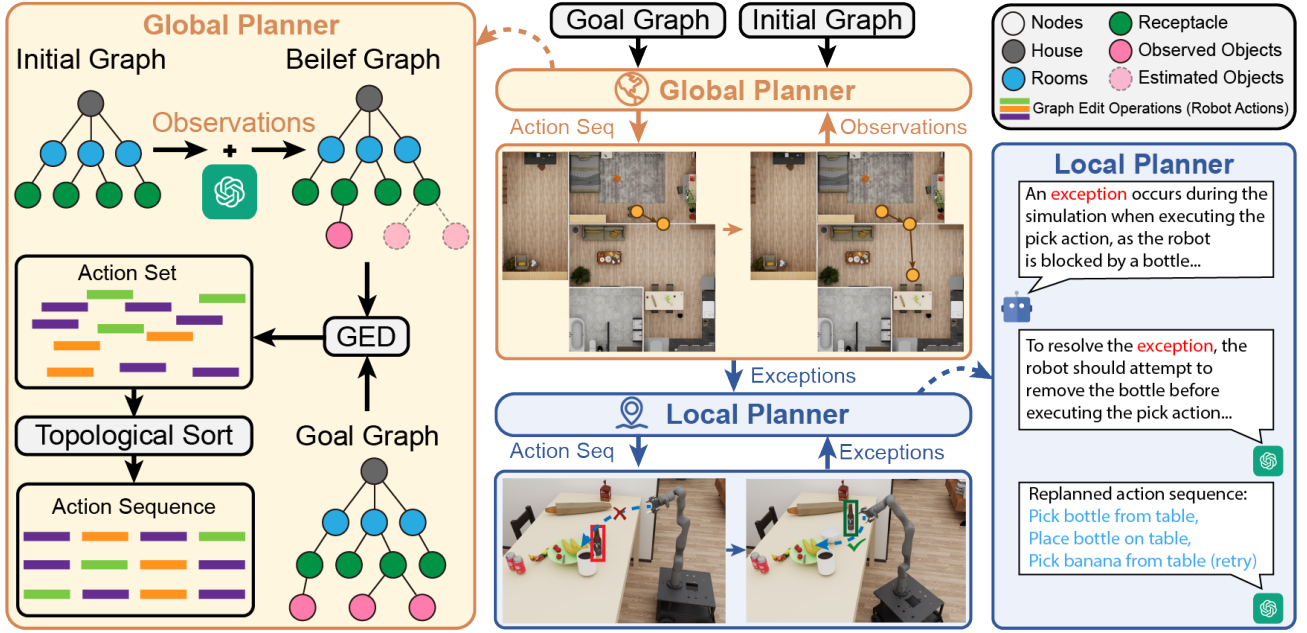 Global Planner
Initial Graph
Beilef Graph
Observations
+
Action Set
GED
Topological Sort
Goal Graph
Action Sequence
Goal Graph
Initial Graph
Global Planner
Action Seq
Observations
Exceptions
Local Planner
Action Seq
Exceptions
Nodes
Receptacle
House
Observed Objects
Rooms
Estimated Objects
Graph Edit Operations (Robot Actions)
Local Planner
An exception occurs during the
simulation when executing the
pick action, as the robot
is blocked by a bottle...
To resolve the exception, the
robot should attempt to
remove the bottle before
executing the pick action...
Replanned action sequence:
Pick bottle from table,
Place bottle on table,
Pick banana from table (retry)